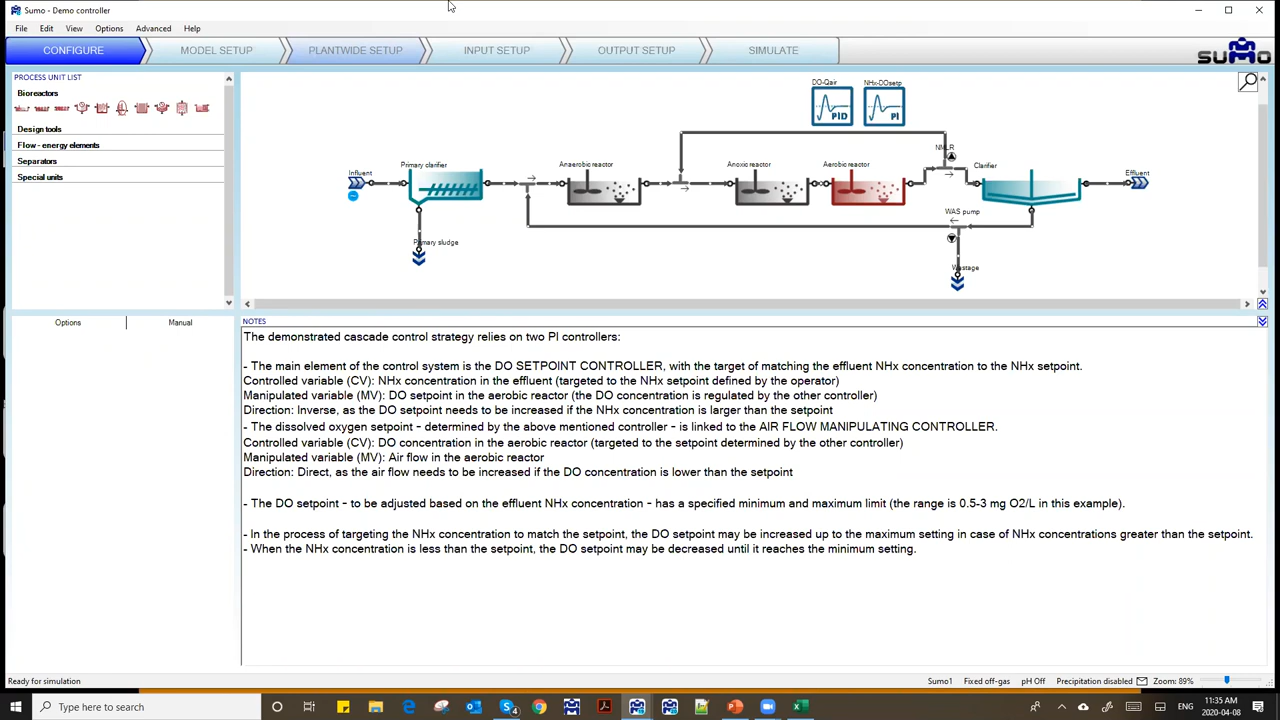 Sumo - Demo controller
File Edit View Options Advanced Help
CONFIGURE MODEL SETUP PLANTWIDE SETUP INPUT SETUP OUTPUT SETUP SIMULATE
sumo
PROCESS UNIT LIST
Bioreactors
Design tools
Flow - energy elements
Separators
Special units
DO-Qair NHx-DOsetp
PID PI
NMLR
Primary clarifier Anaerobic reactor Anoxic reactor Aerobic reactor Clarifier
Influent Effluent
WAS pump
Primary sludge
Wastage
Options Manual
NOTES
The demonstrated cascade control strategy relies on two PI controllers:
- The main element of the control system is the DO SETPOINT CONTROLLER, with the target of matching the effluent NHx concentration to the NHx setpoint.
Controlled variable (CV): NHx concentration in the effluent (targeted to the NHx setpoint defined by the operator)
Manipulated variable (MV): DO setpoint in the aerobic reactor (the DO concentration is regulated by the other controller)
Direction: Inverse, as the DO setpoint needs to be increased if the NHx concentration is larger than the setpoint
- The dissolved oxygen setpoint - determined by the above mentioned controller - is linked to the AIR FLOW MANIPULATING CONTROLLER.
Controlled variable (CV): DO concentration in the aerobic reactor (targeted to the setpoint determined by the other controller)
Manipulated variable (MV): Air flow in the aerobic reactor
Direction: Direct, as the air flow needs to be increased if the DO concentration is lower than the setpoint
- The DO setpoint - to be adjusted based on the effluent NHx concentration - has a specified minimum and maximum limit (the range is 0.5-3 mg O2/L in this example).
- In the process of targeting the NHx concentration to match the setpoint, the DO setpoint may be increased up to the maximum setting in case of NHx concentrations greater than the setpoint.
- When the NHx concentration is less than the setpoint, the DO setpoint may be decreased until it reaches the minimum setting.
Ready for simulation Sumo1 Fixed off-gas pH Off Precipitation disabled Zoom: 89%
Type here to search
ENG
11:35 AM
2020-04-08